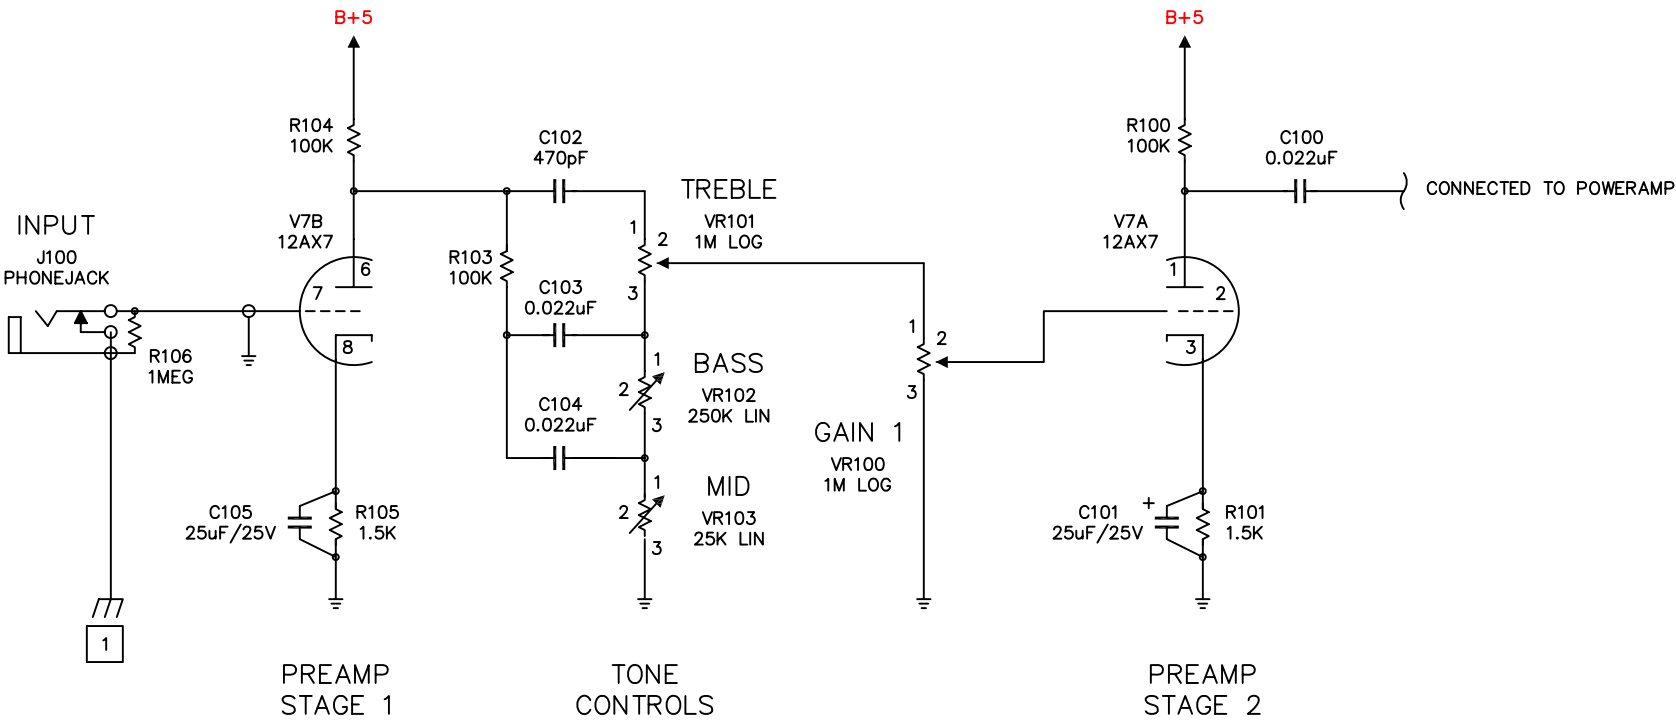 B+5
B+5
R104
100K
C102
470pF
R100
100K
C100
0.022uF
CONNECTED TO POWERAMP
INPUT
J100
PHONEJACK
V7B
12AX7
6
7
8
R103
100K
C103
0.022uF
TREBLE
VR101
1M LOG
1
2
3
V7A
12AX7
1
2
3
R106
1MEG
BASS
VR102
250K LIN
1
2
3
C104
0.022uF
1
2
3
GAIN 1
VR100
1M LOG
MID
VR103
25K LIN
1
2
3
C105
25uF/25V
R105
1.5K
+
C101
25uF/25V
R101
1.5K
1
PREAMP
STAGE 1
TONE
CONTROLS
PREAMP
STAGE 2